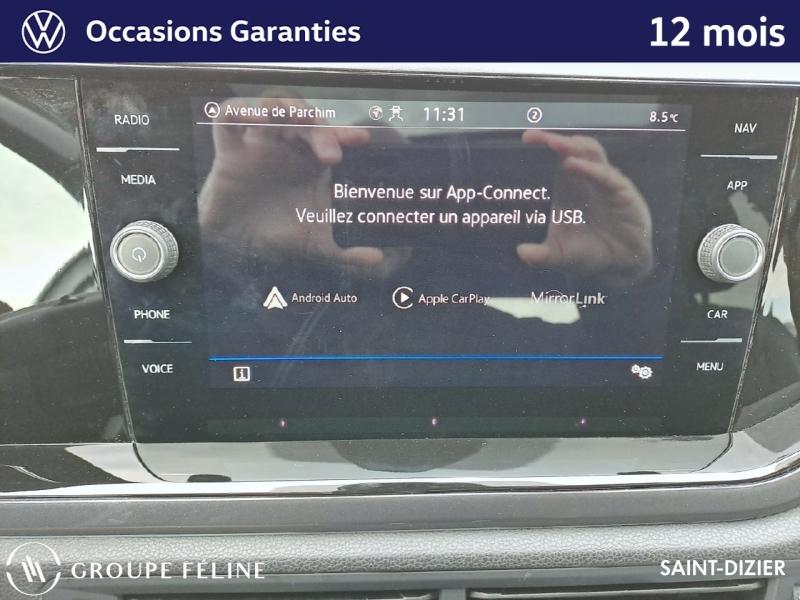 Occasions Garanties
12 mois
RADIO
Avenue de Parchim
11:31
2
8.5°C
NAV
MEDIA
APP
Bienvenue sur App-Connect.
Veuillez connecter un appareil via USB.
Android Auto
Apple CarPlay
MirrorLink
PHONE
CAR
VOICE
MENU
GROUPE FÉLINE
SAINT-DIZIER